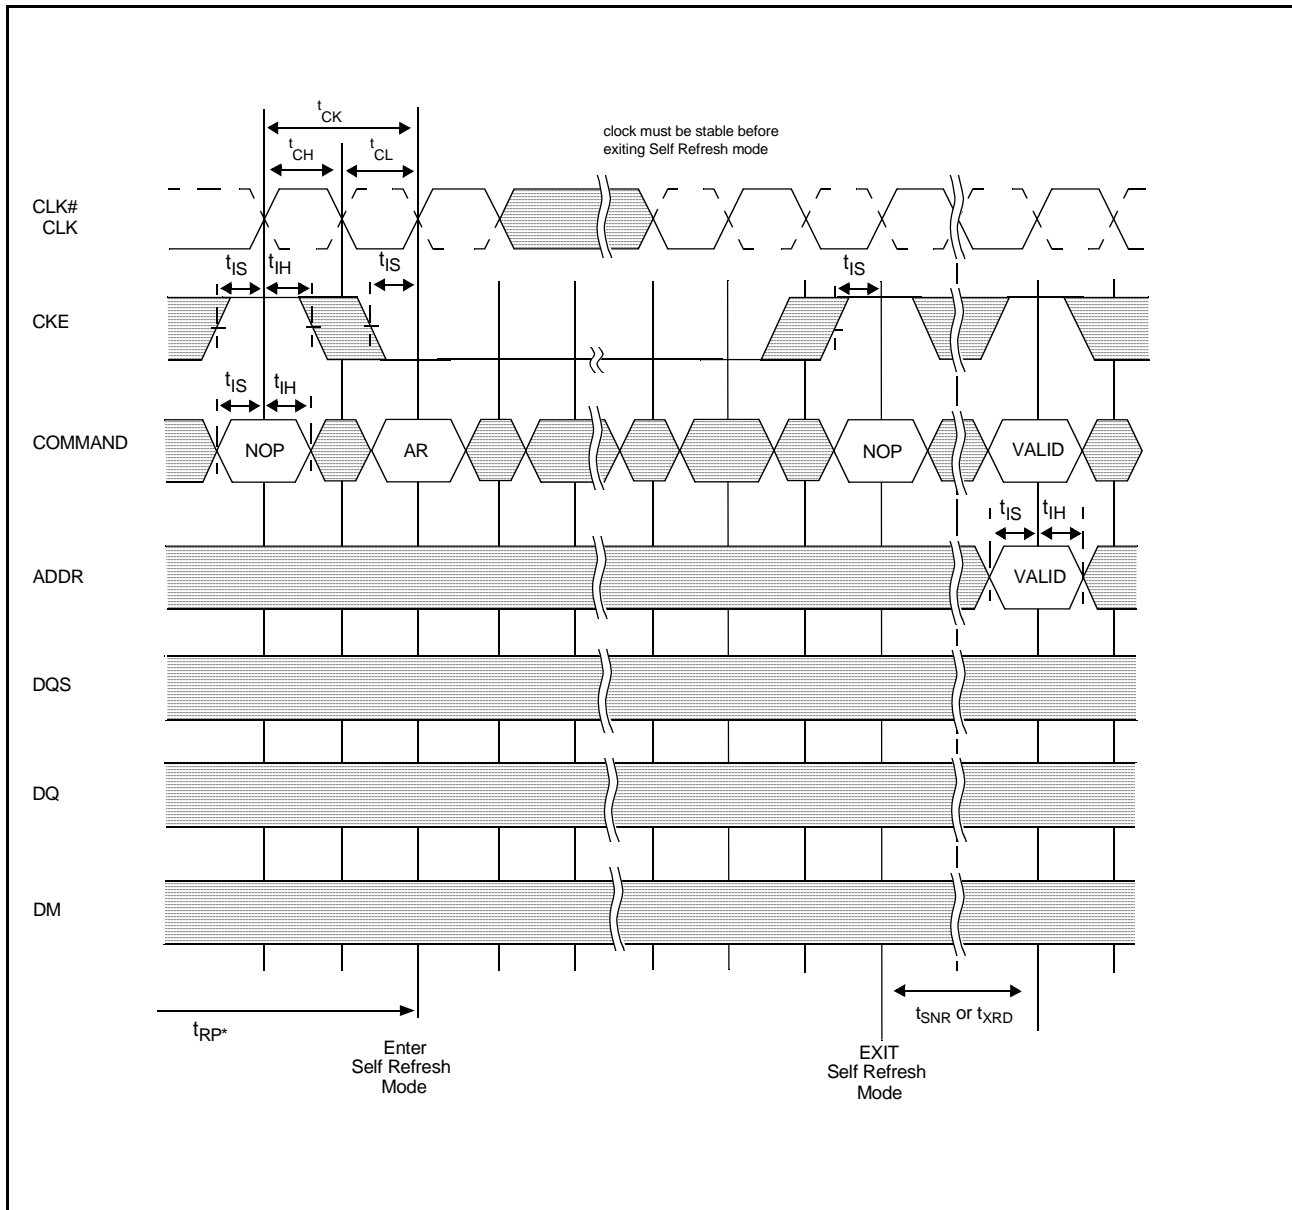 tCK
tCH
tCL
clock must be stable before
exiting Self Refresh mode
CLK#
CLK
tIS
tIH
tIS
tIS
CKE
tIS
tIH
COMMAND
NOP
AR
NOP
VALID
tIS
tIH
ADDR
VALID
DQS
DQ
DM
tRP*
tSNR or tXRD
Enter
Self Refresh
Mode
EXIT
Self Refresh
Mode